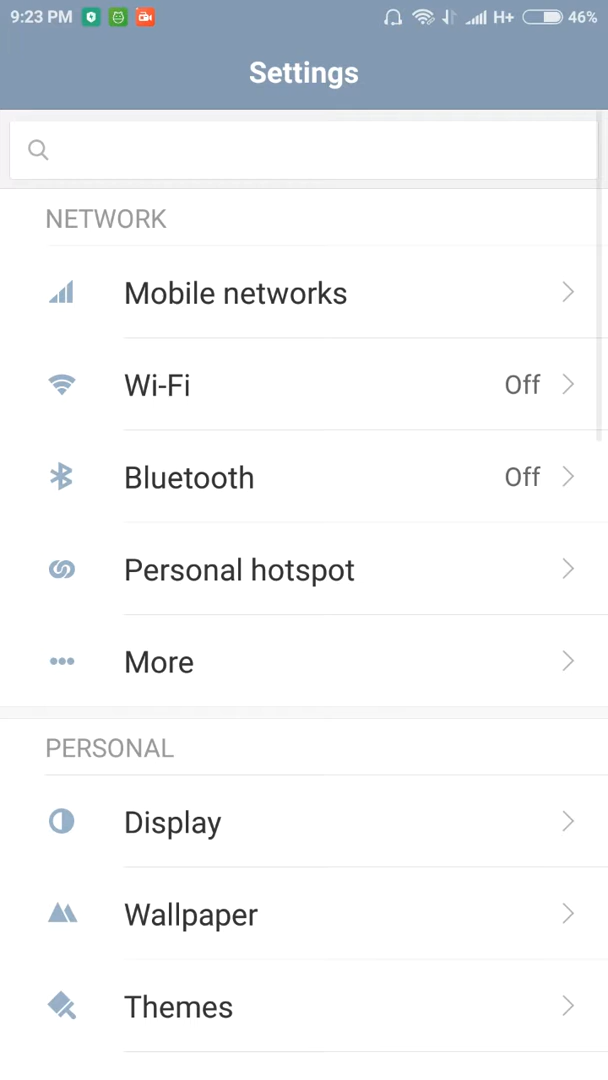 9:23 PM H+ 46%
Settings
NETWORK
Mobile networks
Wi-Fi Off
Bluetooth Off
Personal hotspot
More
PERSONAL
Display
Wallpaper
Themes